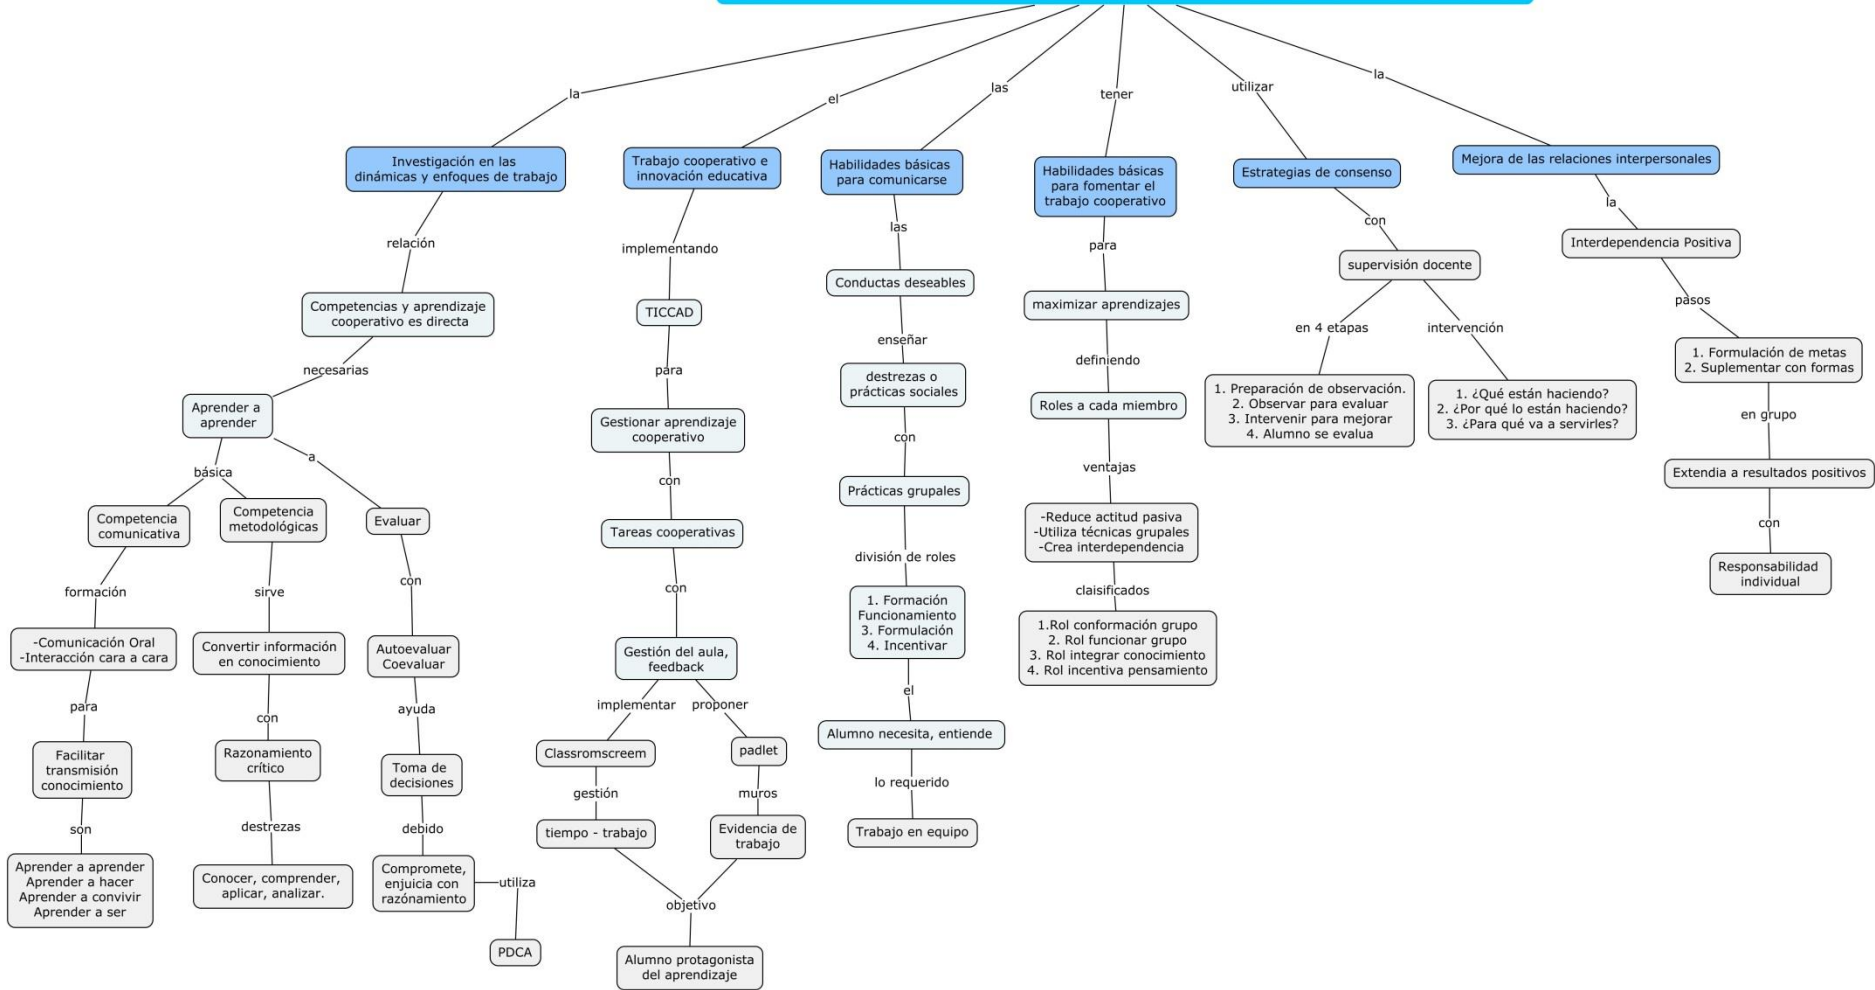 la
el
las
tener
utilizar
la
Investigación en las
dinámicas y enfoques de trabajo
relación
Competencias y aprendizaje
cooperativo es directa
necesarias
Aprender a
aprender
básica
a
Competencia
comunicativa
formación
-Comunicación Oral
-Interacción cara a cara
para
Facilitar
transmisión
conocimiento
son
Aprender a aprender
Aprender a hacer
Aprender a convivir
Aprender a ser
Competencia
metodológicas
sirve
Convertir información
en conocimiento
con
Razonamiento
crítico
destrezas
Conocer, comprender,
aplicar, analizar.
Evaluar
con
Autoevaluar
Coevaluar
ayuda
Toma de
decisiones
debido
Compromete,
enjuicia con
razónamiento
utiliza
PDCA
Trabajo cooperativo e
innovación educativa
implementando
TICCAD
para
Gestionar aprendizaje
cooperativo
con
Tareas cooperativas
con
Gestión del aula,
feedback
implementar
proponer
Classromscreem
gestión
tiempo - trabajo
padlet
muros
Evidencia de
trabajo
objetivo
Alumno protagonista
del aprendizaje
Habilidades básicas
para comunicarse
las
Conductas deseables
enseñar
destrezas o
prácticas sociales
con
Prácticas grupales
división de roles
1. Formación
Funcionamiento
3. Formulación
4. Incentivar
el
Alumno necesita, entiende
lo requerido
Trabajo en equipo
Habilidades básicas
para fomentar el
trabajo cooperativo
para
maximizar aprendizajes
definiendo
Roles a cada miembro
ventajas
-Reduce actitud pasiva
-Utiliza técnicas grupales
-Crea interdependencia
claisificados
1.Rol conformación grupo
2. Rol funcionar grupo
3. Rol integrar conocimiento
4. Rol incentiva pensamiento
Estrategias de consenso
con
supervisión docente
en 4 etapas
1. Preparación de observación.
2. Observar para evaluar
3. Intervenir para mejorar
4. Alumno se evalua
intervención
1. ¿Qué están haciendo?
2. ¿Por qué lo están haciendo?
3. ¿Para qué va a servirles?
Mejora de las relaciones interpersonales
la
Interdependencia Positiva
pasos
1. Formulación de metas
2. Suplementar con formas
en grupo
Extendia a resultados positivos
con
Responsabilidad
individual